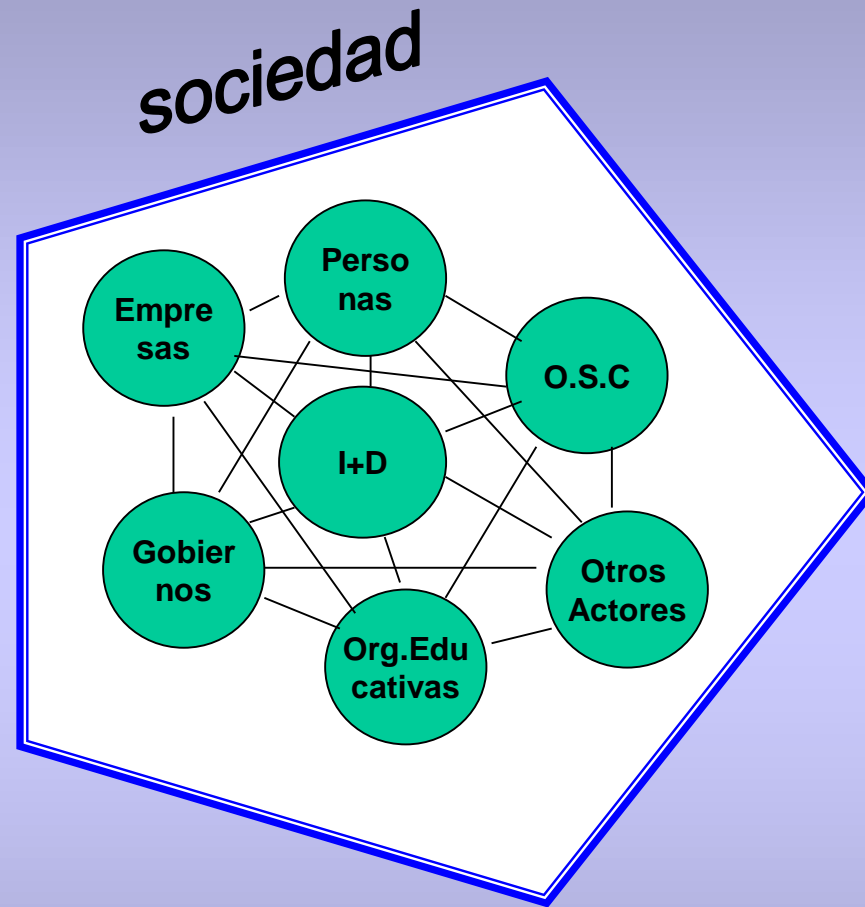 sociedad
Perso
nas
Empre
sas
O.S.C
I+D
Gobier
nos
Otros
Actores
Org.Edu
cativas